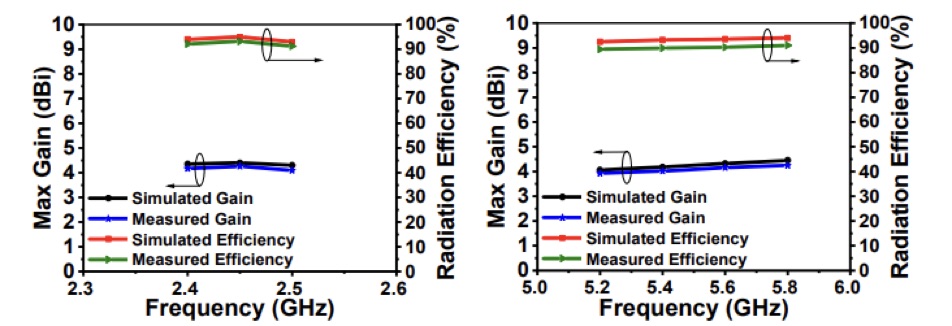 Max Gain (dBi)
10
9
8
7
6
5
4
3
2
1
0
Simulated Gain
Measured Gain
Simulated Efficiency
Measured Efficiency
2.3 2.4 2.5 2.6
Frequency (GHz)
100
90
80
70
60
50
40
30
20
10
0
Radiation Efficiency (%)
Max Gain (dBi)
10
9
8
7
6
5
4
3
2
1
0
Simulated Gain
Measured Gain
Simulated Efficiency
Measured Efficiency
5.0 5.2 5.4 5.6 5.8 6.0
Frequency (GHz)
100
90
80
70
60
50
40
30
20
10
0
Radiation Efficiency (%)